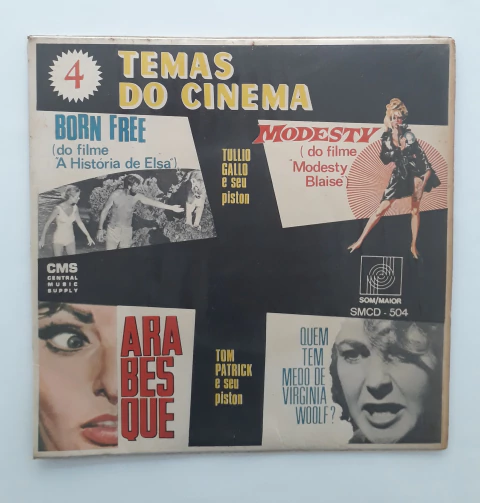 4
TEMAS
DO CINEMA
BORN FREE
(do filme
"A História de Elsa")
TULLIO
GALLO
e seu
piston
MODESTY
( do filme
"Modesty
Blaise")
CMS
CENTRAL
MUSIC
SUPPLY
SOM/MAIOR
SMCD - 504
ARA
BES
QUE
TOM
PATRICK
e seu
piston
QUEM
TEM
MEDO DE
VIRGINIA
WOOLF?